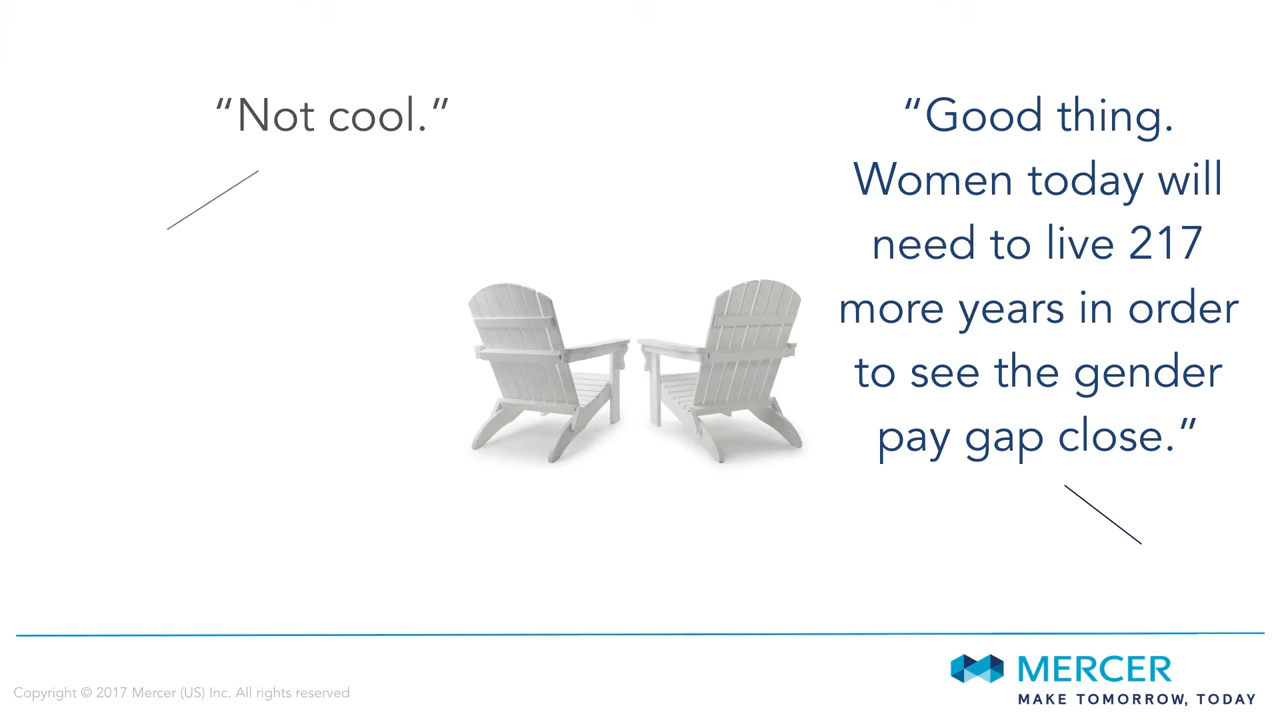 “Not cool.”
“Good thing.
Women today will
need to live 217
more years in order
to see the gender
pay gap close.”
MERCER
MAKE TOMORROW, TODAY
Copyright © 2017 Mercer (US) Inc. All rights reserved